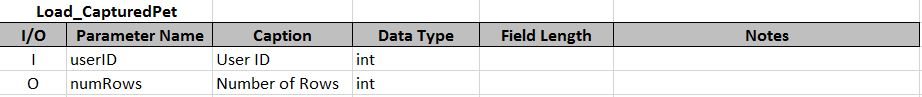 Load_CapturedPet
I/O Parameter Name Caption Data Type Field Length Notes
I userID User ID int
O numRows Number of Rows int